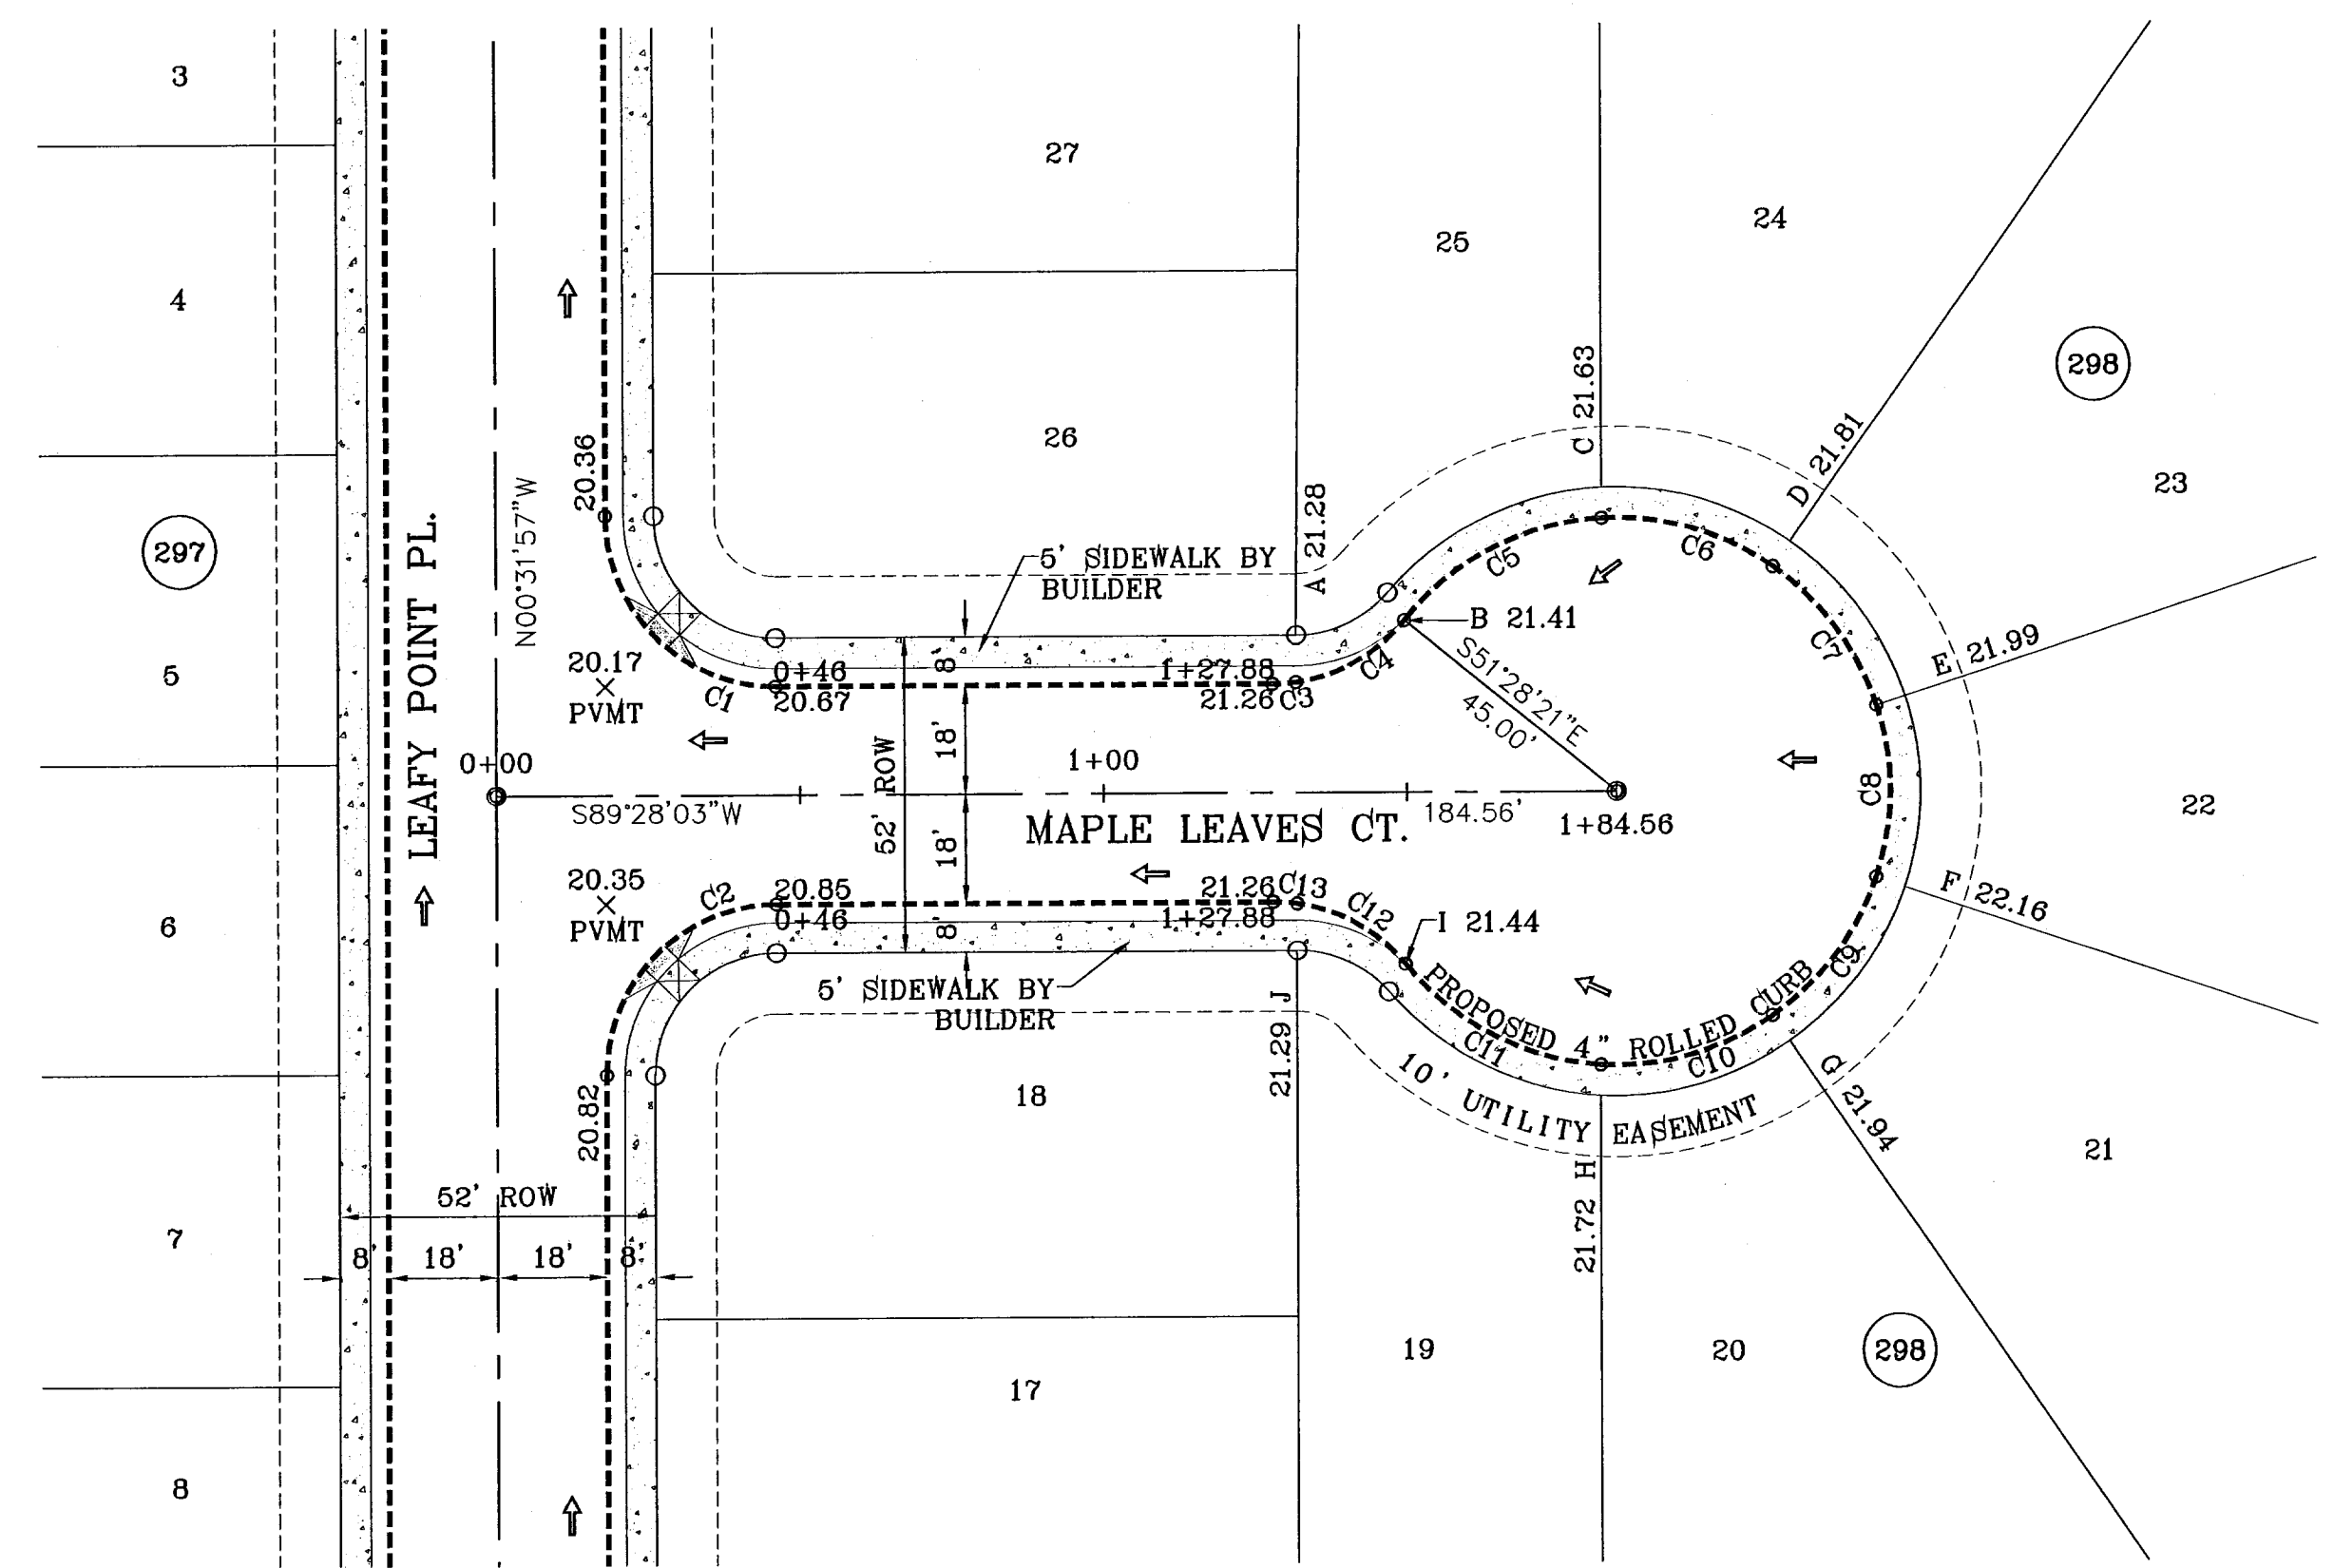 3
27
24
25
4
298
26
C 21.63
D 21.81
20.36
23
A 21.28
297
N00°31'57"W
LEAFY POINT PL.
5' SIDEWALK BY
BUILDER
C5
C6
B 21.41
C7
E 21.99
S51°28'21"E
45.00'
5
20.17
PVMT
C1
0+46
20.67
8'
1+27.88
21.26
C3
C4
18'
0+00
52' ROW
1+00
C8
22
S89°28'03"W
18'
MAPLE LEAVES CT.
184.56'
1+84.56
20.35
PVMT
C2
20.85
0+46
8'
21.26
1+27.88
C13
C12
F 22.16
6
I 21.44
C9
5' SIDEWALK BY
BUILDER
PROPOSED 4" ROLLED CURB
C11
C10
J 21.29
10' UTILITY EASEMENT
G 21.94
18
20.82
H 21.72
21
52' ROW
7
8'
18'
18'
8'
19
20
298
17
8